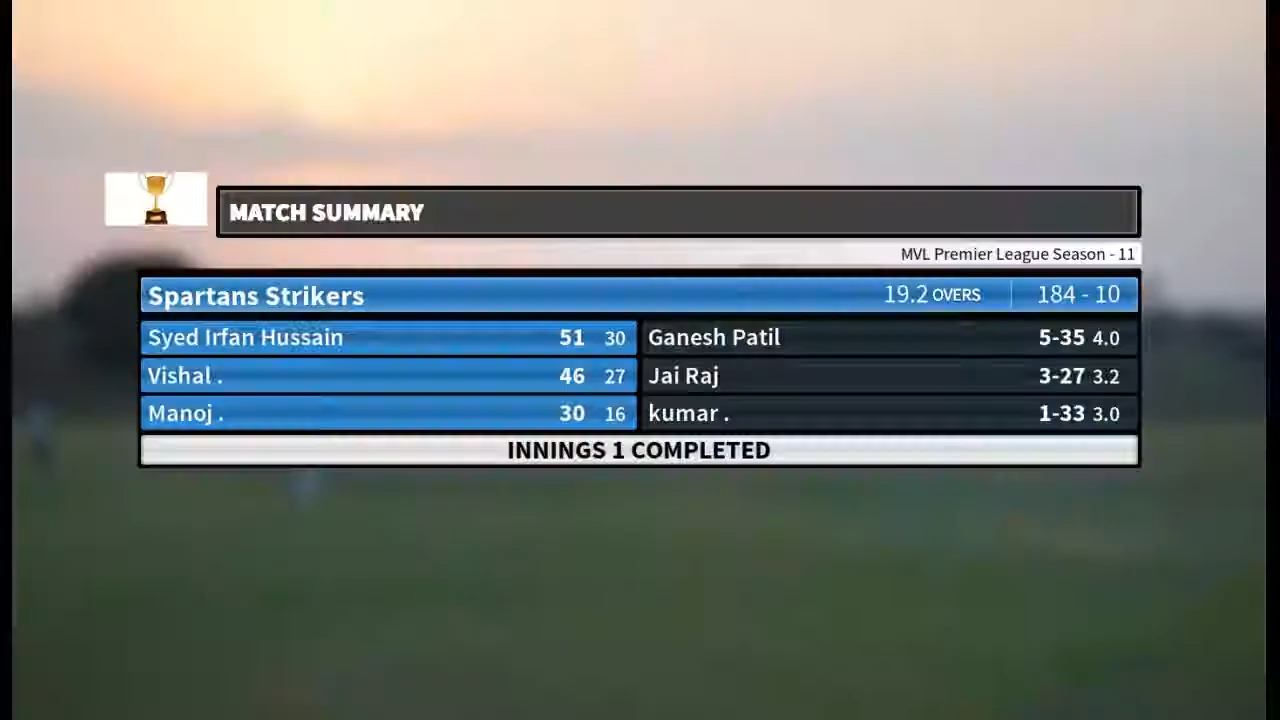 MATCH SUMMARY
MVL Premier League Season - 11
Spartans Strikers 19.2 OVERS 184 - 10
Syed Irfan Hussain 51 30 Ganesh Patil 5-35 4.0
Vishal . 46 27 Jai Raj 3-27 3.2
Manoj . 30 16 kumar . 1-33 3.0
INNINGS 1 COMPLETED